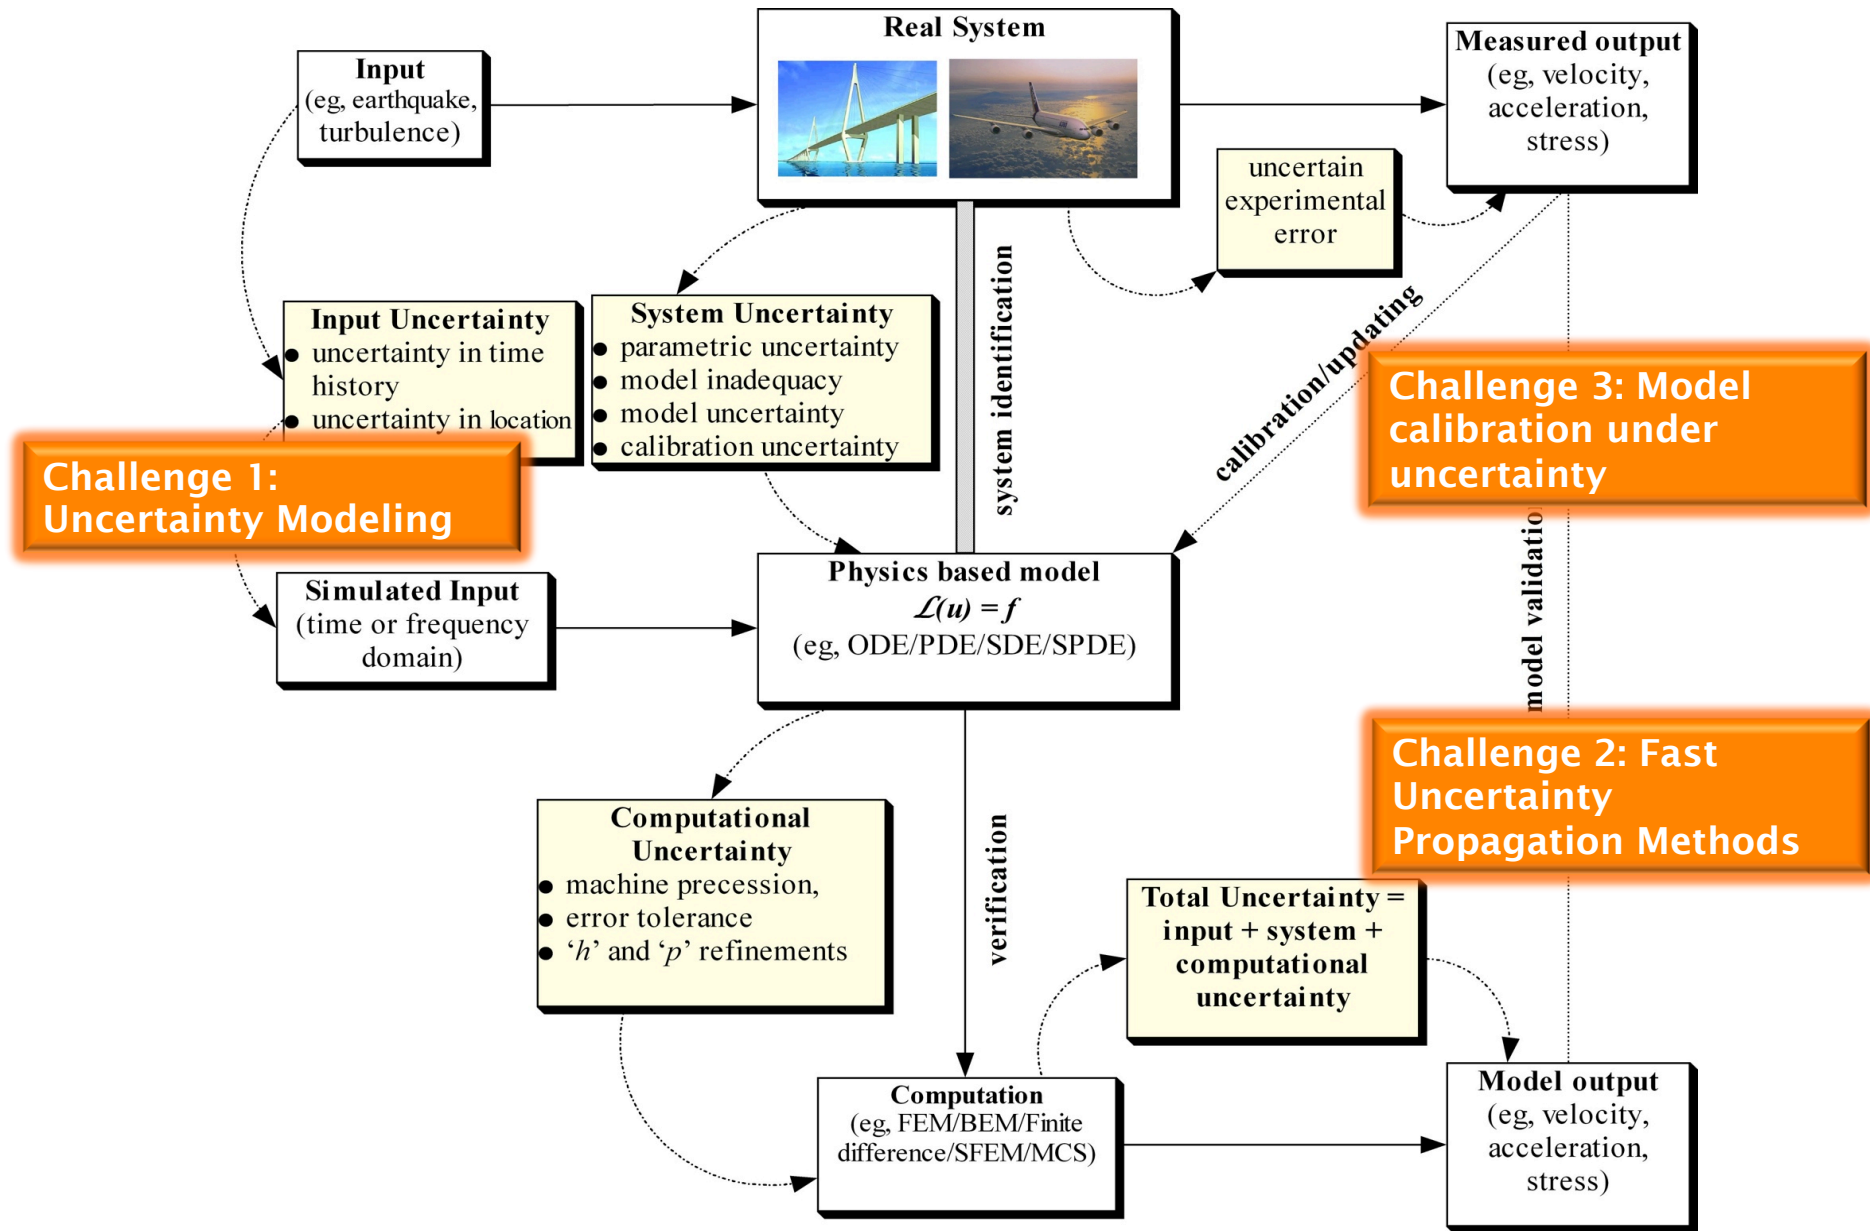 Real System
Input
(eg, earthquake,
turbulence)
Measured output
(eg, velocity,
acceleration,
stress)
uncertain
experimental
error
Input Uncertainty
● uncertainty in time
history
● uncertainty in location
System Uncertainty
● parametric uncertainty
● model inadequacy
● model uncertainty
● calibration uncertainty
system identification
calibration/updating
Challenge 3: Model
calibration under
uncertainty
Challenge 1:
Uncertainty Modeling
Simulated Input
(time or frequency
domain)
Physics based model
ℒ(u) = f
(eg, ODE/PDE/SDE/SPDE)
model validation
Challenge 2: Fast
Uncertainty
Propagation Methods
Computational
Uncertainty
● machine precession,
● error tolerance
● ‘h’ and ‘p’ refinements
verification
Total Uncertainty =
input + system +
computational
uncertainty
Computation
(eg, FEM/BEM/Finite
difference/SFEM/MCS)
Model output
(eg, velocity,
acceleration,
stress)